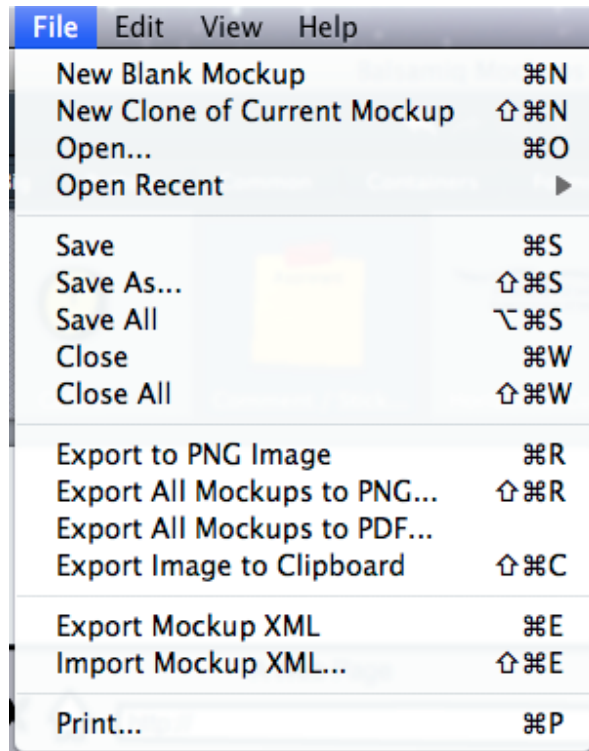 File Edit View Help
New Blank Mockup ⌘N
New Clone of Current Mockup ⇧⌘N
Open... ⌘O
Open Recent ▶
Save ⌘S
Save As... ⇧⌘S
Save All ⌥⌘S
Close ⌘W
Close All ⇧⌘W
Export to PNG Image ⌘R
Export All Mockups to PNG... ⇧⌘R
Export All Mockups to PDF...
Export Image to Clipboard ⇧⌘C
Export Mockup XML ⌘E
Import Mockup XML... ⇧⌘E
Print... ⌘P